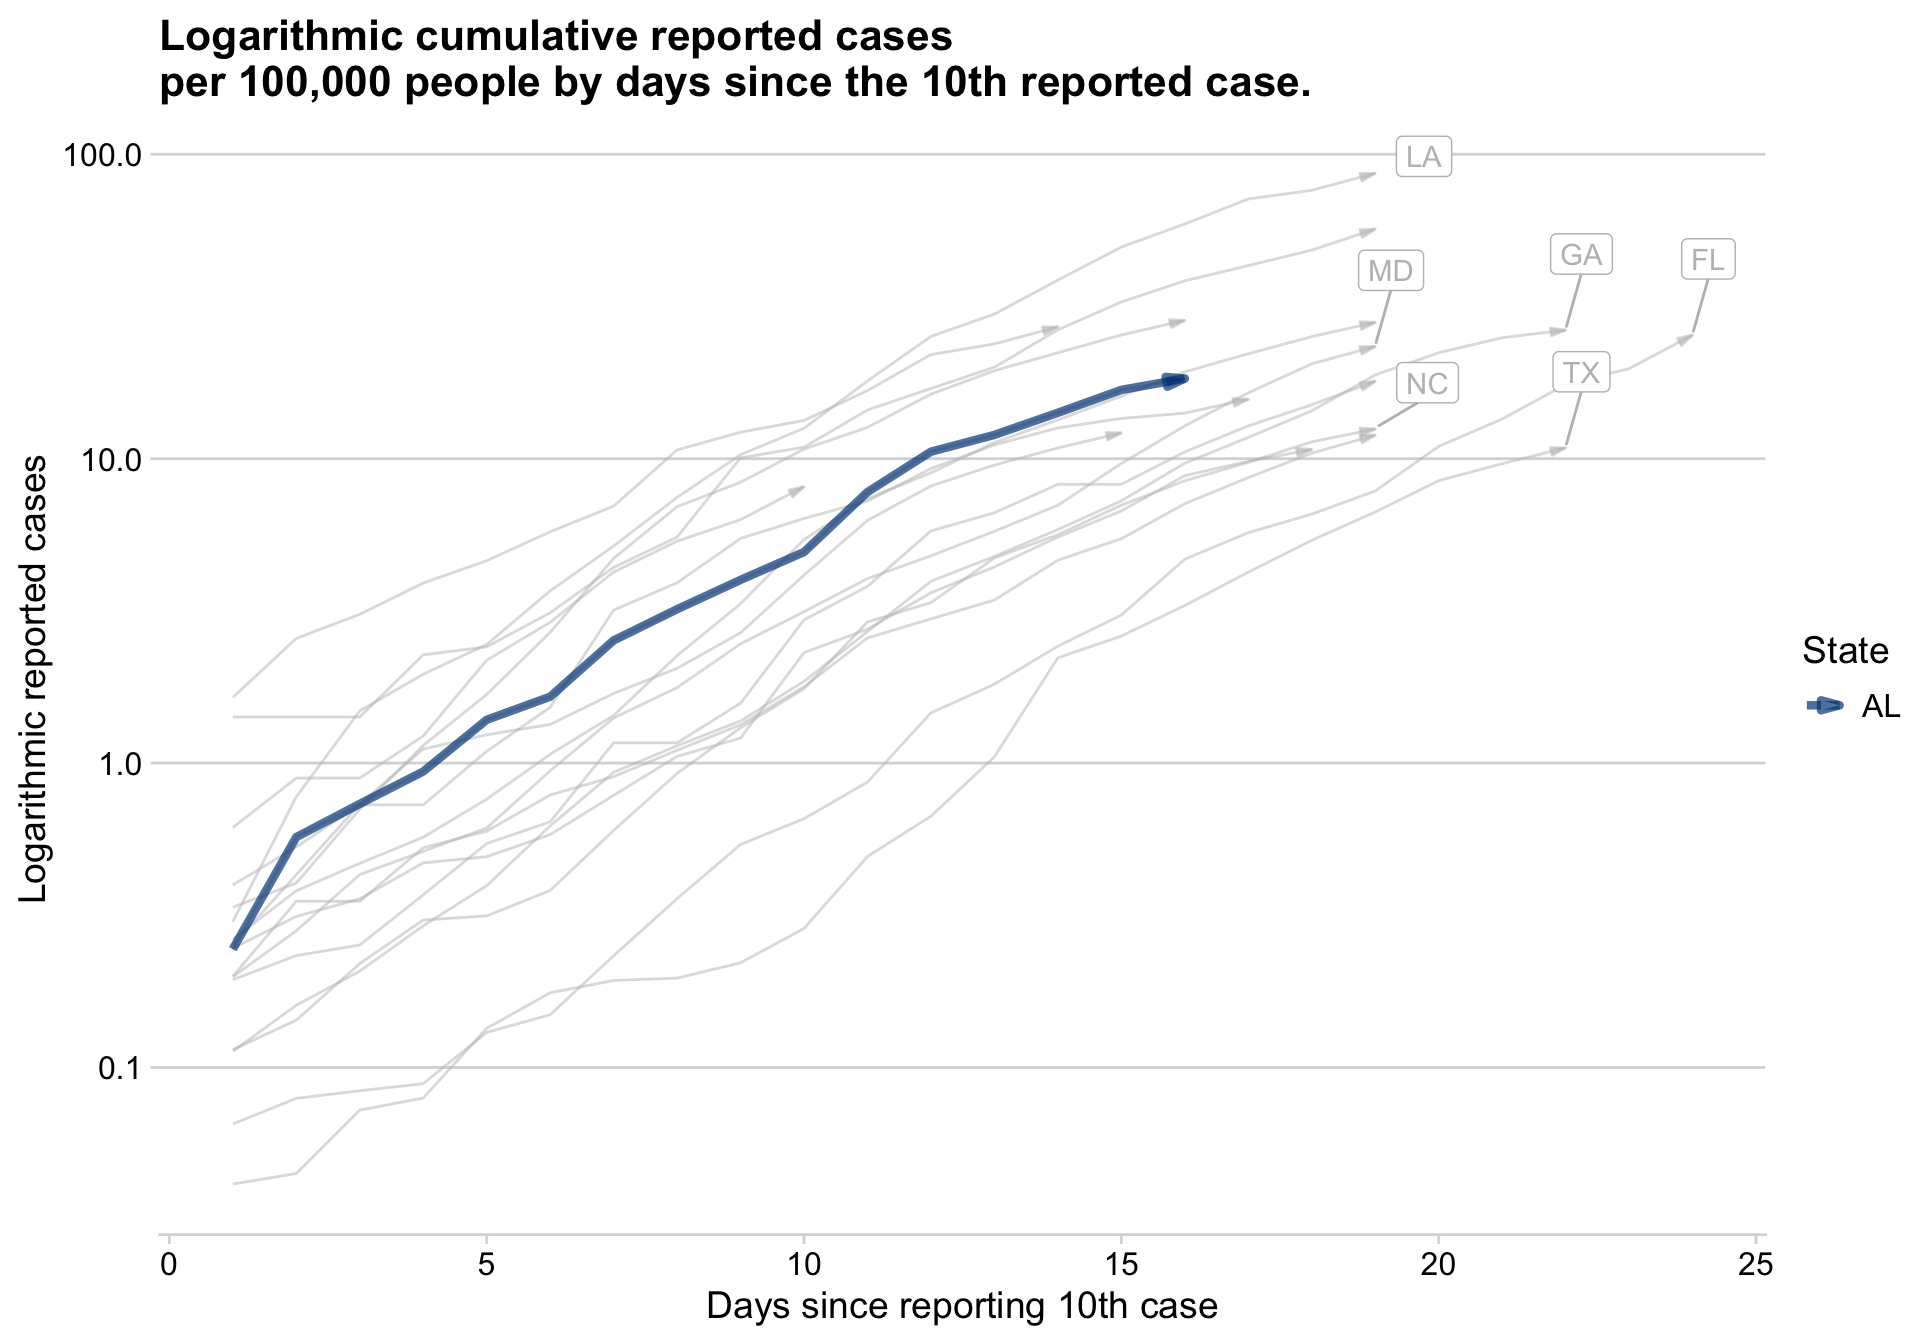 Logarithmic cumulative reported cases
per 100,000 people by days since the 10th reported case.
100.0
10.0
1.0
0.1
Logarithmic reported cases
LA
MD
GA
FL
NC
TX
State
AL
0
5
10
15
20
25
Days since reporting 10th case